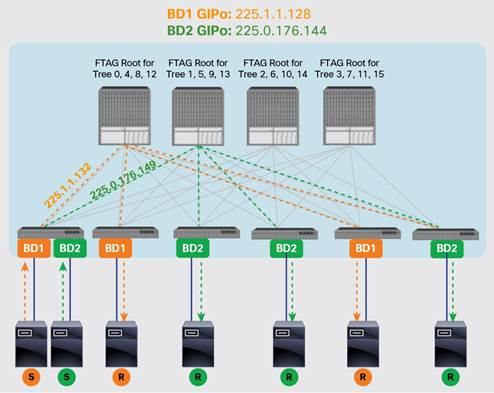 BD1 GIPo: 225.1.1.128
BD2 GIPo: 225.0.176.144
FTAG Root for
Tree 0, 4, 8, 12
FTAG Root for
Tree 1, 5, 9, 13
FTAG Root for
Tree 2, 6, 10, 14
FTAG Root for
Tree 3, 7, 11, 15
225.1.1.132
225.0.176.149
BD1
BD2
BD1
BD2
BD2
BD1
BD2
S
S
R
R
R
R
R